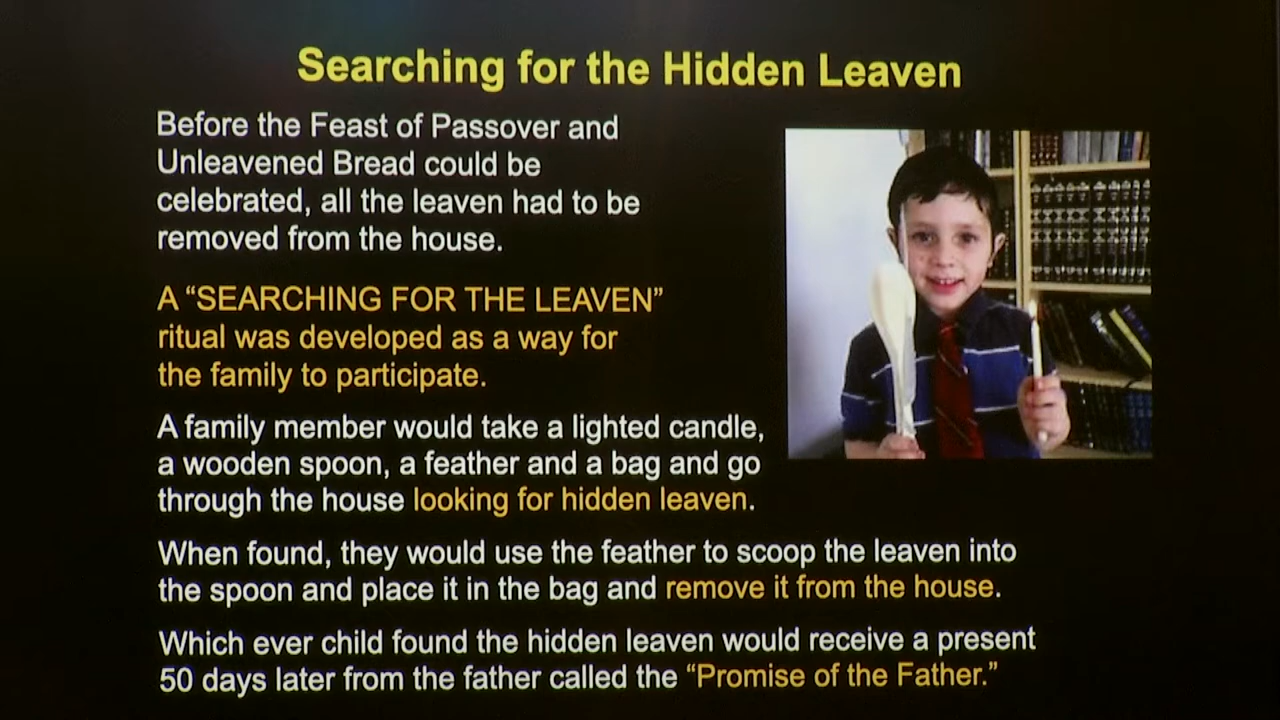 Searching for the Hidden Leaven
Before the Feast of Passover and
Unleavened Bread could be
celebrated, all the leaven had to be
removed from the house.
A “SEARCHING FOR THE LEAVEN”
ritual was developed as a way for
the family to participate.
A family member would take a lighted candle,
a wooden spoon, a feather and a bag and go
through the house looking for hidden leaven.
When found, they would use the feather to scoop the leaven into
the spoon and place it in the bag and remove it from the house.
Which ever child found the hidden leaven would receive a present
50 days later from the father called the “Promise of the Father.”